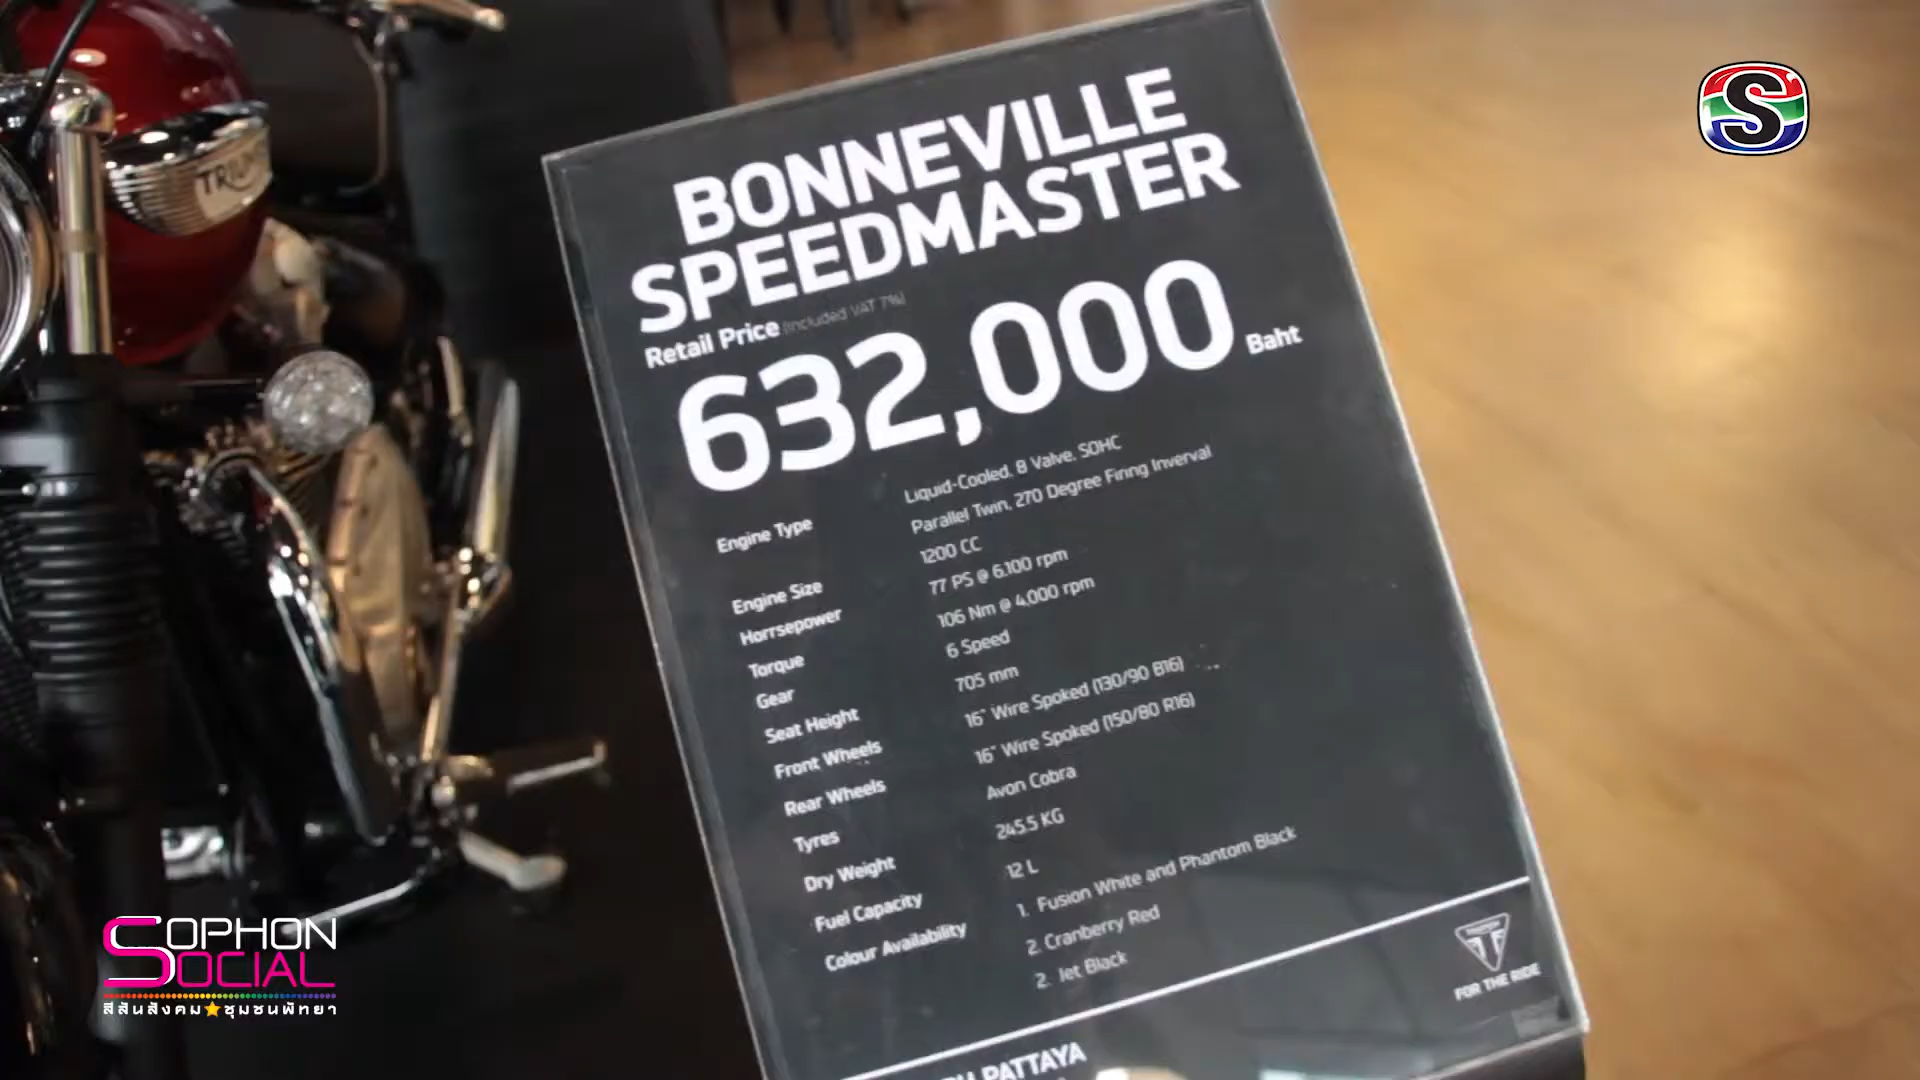 TRIUMPH
S
BONNEVILLE
SPEEDMASTER
Retail Price (Included VAT 7%)
632,000 Baht
Engine Type Liquid-Cooled, 8 Valve, SOHC
Parallel Twin, 270 Degree Firing Inverval
Engine Size 1200 CC
Horrsepower 77 PS @ 6,100 rpm
Torque 106 Nm @ 4,000 rpm
Gear 6 Speed
Seat Height 705 mm
Front Wheels 16" Wire Spoked (130/90 B16)
Rear Wheels 16" Wire Spoked (150/80 R16)
Tyres Avon Cobra
Dry Weight 245.5 KG
Fuel Capacity 12 L
Colour Availability 1. Fusion White and Phantom Black
2. Cranberry Red
2. Jet Black
FOR THE RIDE
PATTAYA
SOPHON
SOCIAL
สีสันสังคม★ชุมชนพัทยา